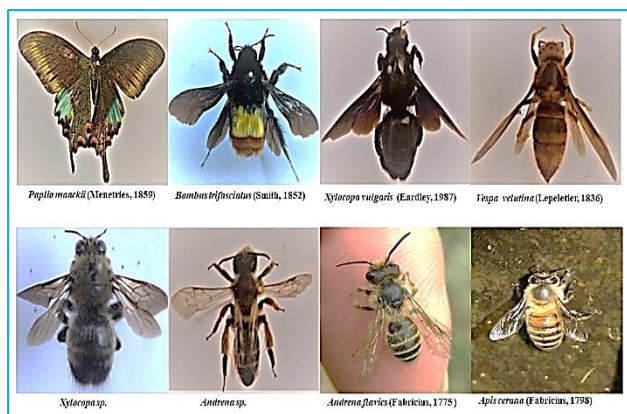 Papilo maackii (Menetries, 1859)
Bombus trifasciatus (Smith, 1852)
Xylocopa vulgaris (Eardley, 1987)
Vespa velutina (Lepeletier, 1836)
Xylocopa sp.
Andrena sp.
Andrena flavics (Fabricius, 1775)
Apis cerana (Fabricius, 1798)